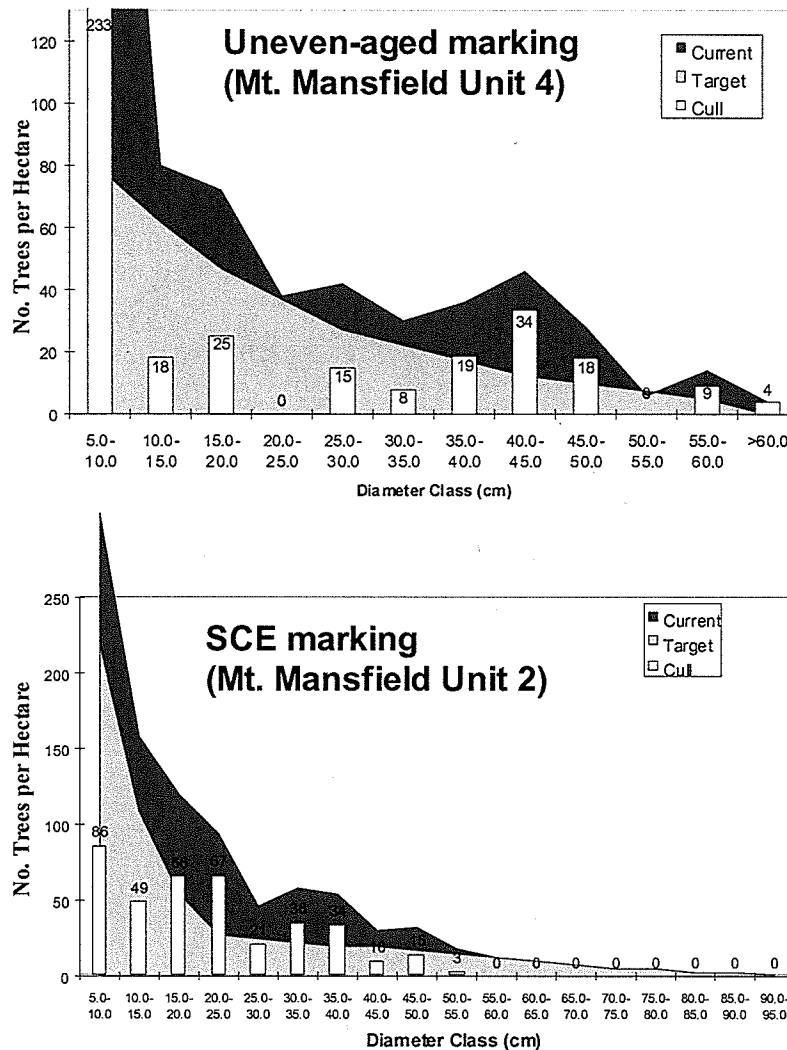 Uneven-aged marking
(Mt. Mansfield Unit 4)
Current
Target
Cull
No. Trees per Hectare
120
100
80
60
40
20
0
233
18
25
0
15
8
19
34
18
9
4
5.0- 10.0- 15.0- 20.0- 25.0- 30.0- 35.0- 40.0- 45.0- 50.0- 55.0- >60.0
10.0 15.0 20.0 25.0 30.0 35.0 40.0 45.0 50.0 55.0 60.0
Diameter Class (cm)
SCE marking
(Mt. Mansfield Unit 2)
Current
Target
Cull
No. Trees per Hectare
250
200
150
100
50
0
86
49
67
21
34
3
0 0 0 0 0 0 0 0
5.0- 10.0- 15.0- 20.0- 25.0- 30.0- 35.0- 40.0- 45.0- 50.0- 55.0- 60.0- 65.0- 70.0- 75.0- 80.0- 85.0- 90.0-
10.0 15.0 20.0 25.0 30.0 35.0 40.0 45.0 50.0 55.0 60.0 65.0 70.0 75.0 80.0 85.0 90.0 95.0
Diameter Class (cm)